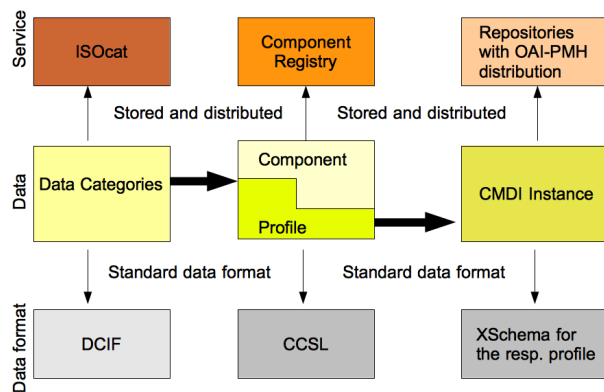 Service
ISOcat
Component
Registry
Repositories
with OAI-PMH
distribution
Stored and distributed
Stored and distributed
Data
Data Categories
Component
Profile
CMDI Instance
Standard data format
Standard data format
Data format
DCIF
CCSL
XSchema for
the resp. profile